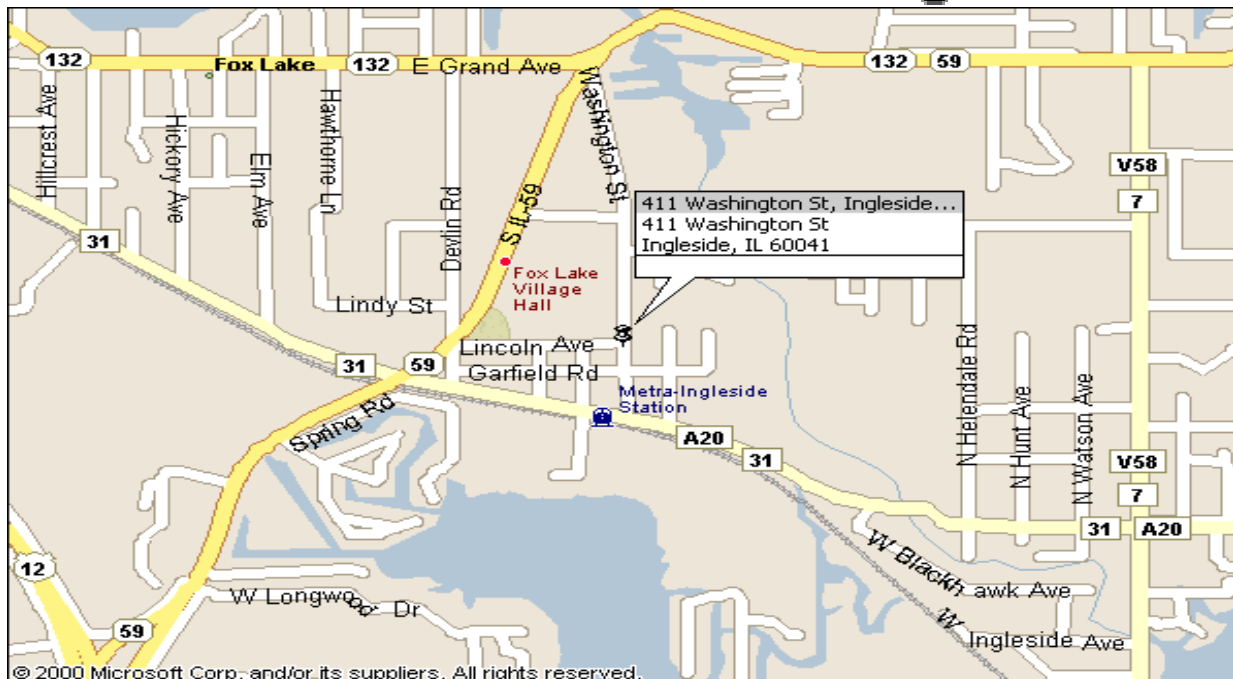 132
Fox Lake
132
E Grand Ave
132
59
Washington St
Hillcrest Ave
Hickory Ave
Elm Ave
Hawthorne Ln
Devlin Rd
S IL-59
V58
7
411 Washington St, Ingleside...
411 Washington St
Ingleside, IL 60041
31
Fox Lake
Village
Hall
Lindy St
Lincoln Ave
59
31
Garfield Rd
Metra-Ingleside
Station
Spring Rd
A20
31
N Helendale Rd
N Hunt Ave
N Watson Ave
V58
7
31
A20
12
W Longwood Dr
59
W Blackhawk Ave
W Ingleside Ave
© 2000 Microsoft Corp. and/or its suppliers. All rights reserved.